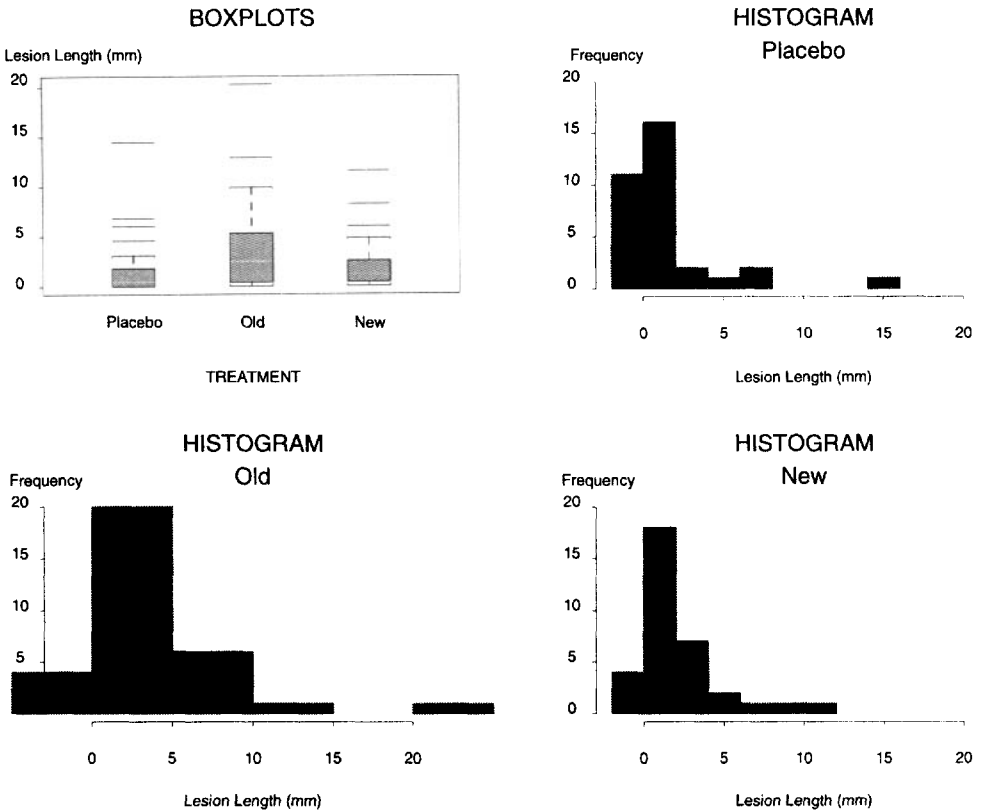 BOXPLOTS
Lesion Length (mm)
20
15
10
5
0
Placebo Old New
TREATMENT
HISTOGRAM
Placebo
Frequency
20
15
10
5
0
0 5 10 15 20
Lesion Length (mm)
HISTOGRAM
Old
Frequency
20
15
10
5
0
0 5 10 15 20
Lesion Length (mm)
HISTOGRAM
New
Frequency
20
15
10
5
0
0 5 10 15 20
Lesion Length (mm)